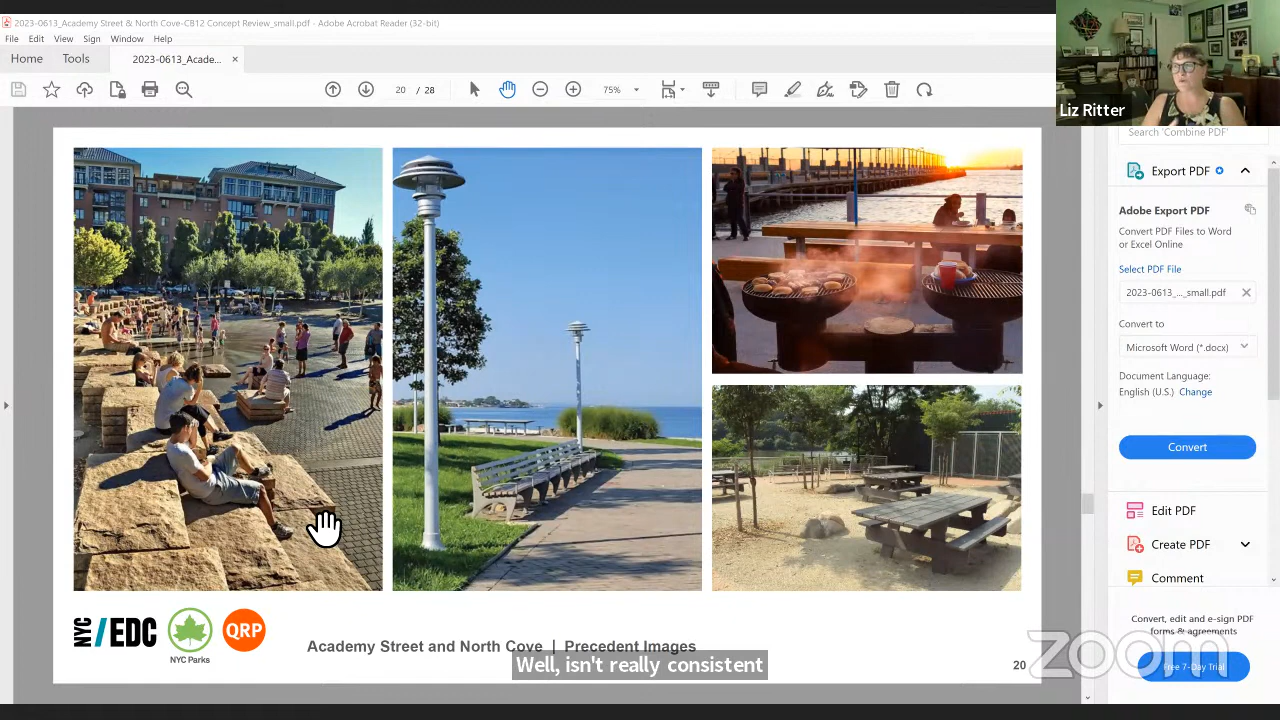 2023-0613_Academy Street & North Cove-CB12 Concept Review_small.pdf - Adobe Acrobat Reader (32-bit)
File Edit View Sign Window Help
Home Tools 2023-0613_Acade... ×
20 / 28 75%
Liz Ritter
Search 'Combine PDF'
Export PDF
Adobe Export PDF
Convert PDF Files to Word
or Excel Online
Select PDF File
2023-0613_..._small.pdf
Convert to
Microsoft Word (*.docx)
Document Language:
English (U.S.) Change
Convert
Edit PDF
Create PDF
Comment
Convert, edit and e-sign PDF
forms & agreements
Free 7-Day Trial
zoom
NYC / EDC
NYC Parks
QRP
Academy Street and North Cove | Precedent Images
Well, isn't really consistent
20